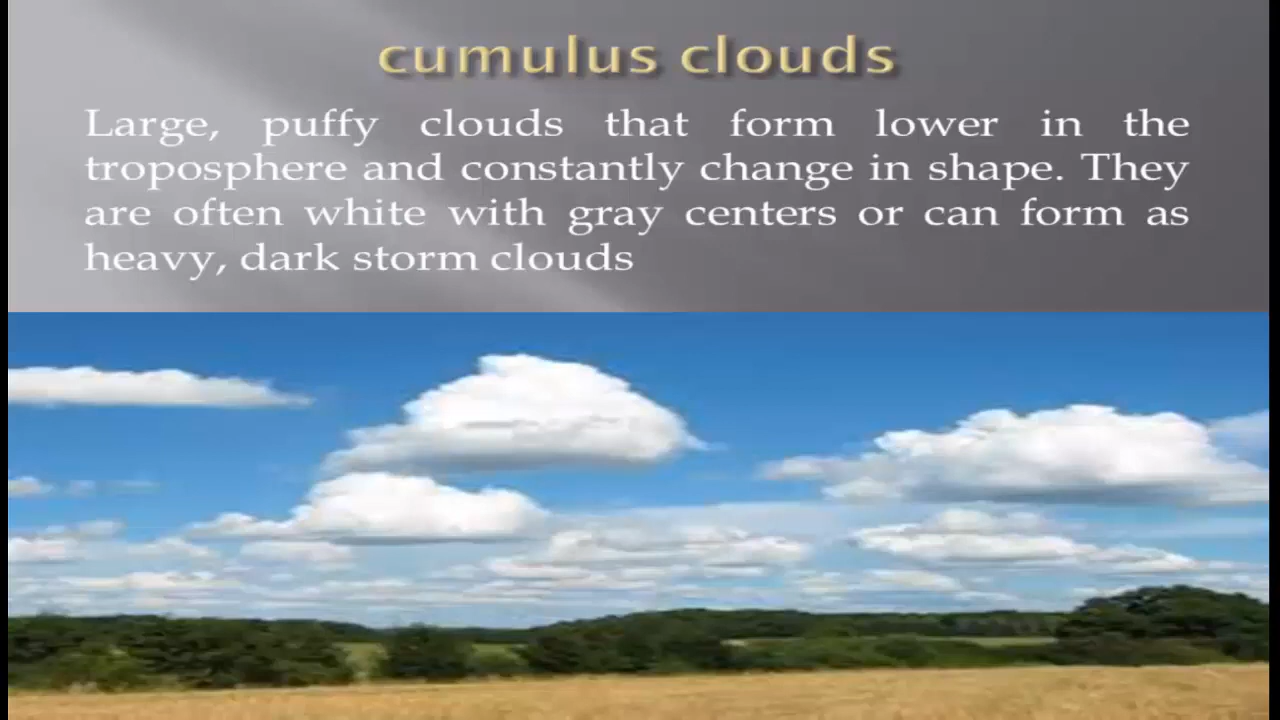 cumulus clouds
Large, puffy clouds that form lower in the
troposphere and constantly change in shape. They
are often white with gray centers or can form as
heavy, dark storm clouds